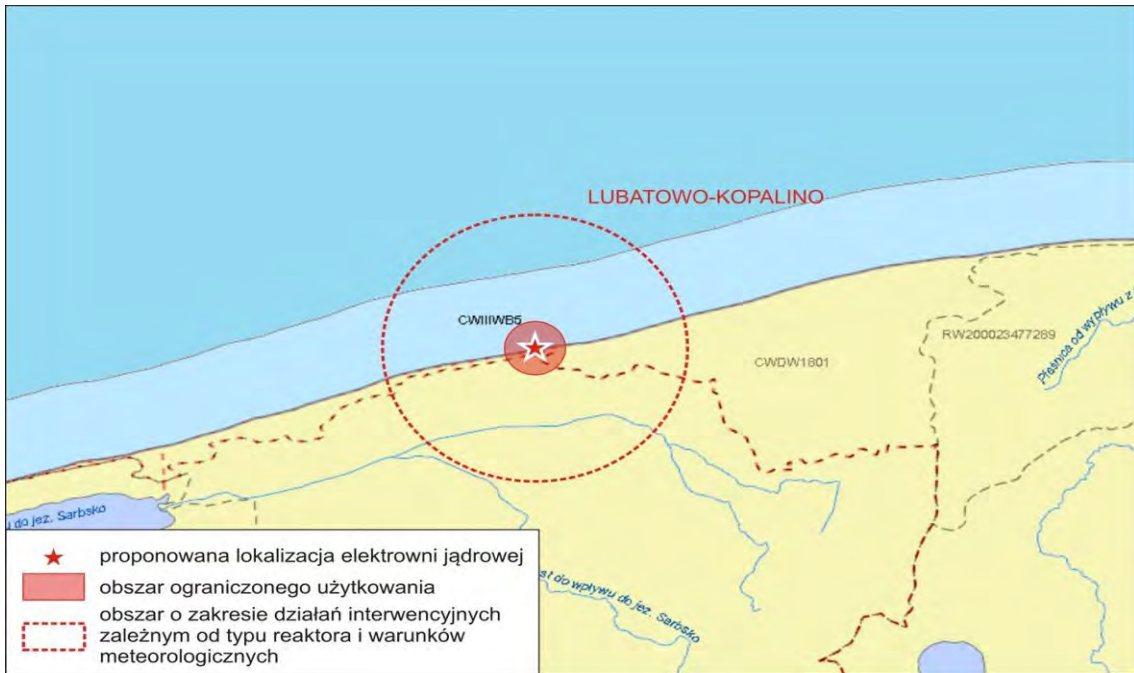 LUBATOWO-KOPALINO
CWIIIWB5
RW200023477289
CWDW1801
Piaśnica od wypływu z
u do jez. Sarbsko
st do wpływu do jez. Sarbsko
proponowana lokalizacja elektrowni jądrowej
obszar ograniczonego użytkowania
obszar o zakresie działań interwencyjnych
zależnym od typu reaktora i warunków
meteorologicznych